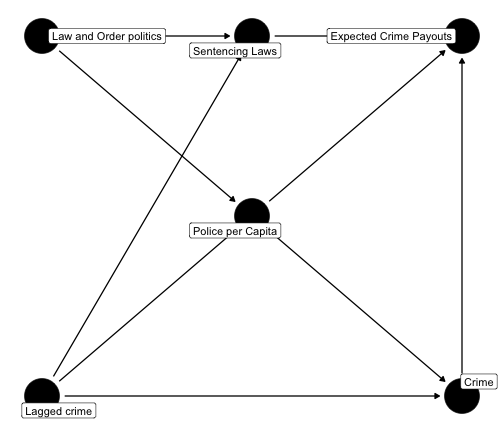 Law and Order politics
Sentencing Laws
Expected Crime Payouts
Police per Capita
Crime
Lagged crime